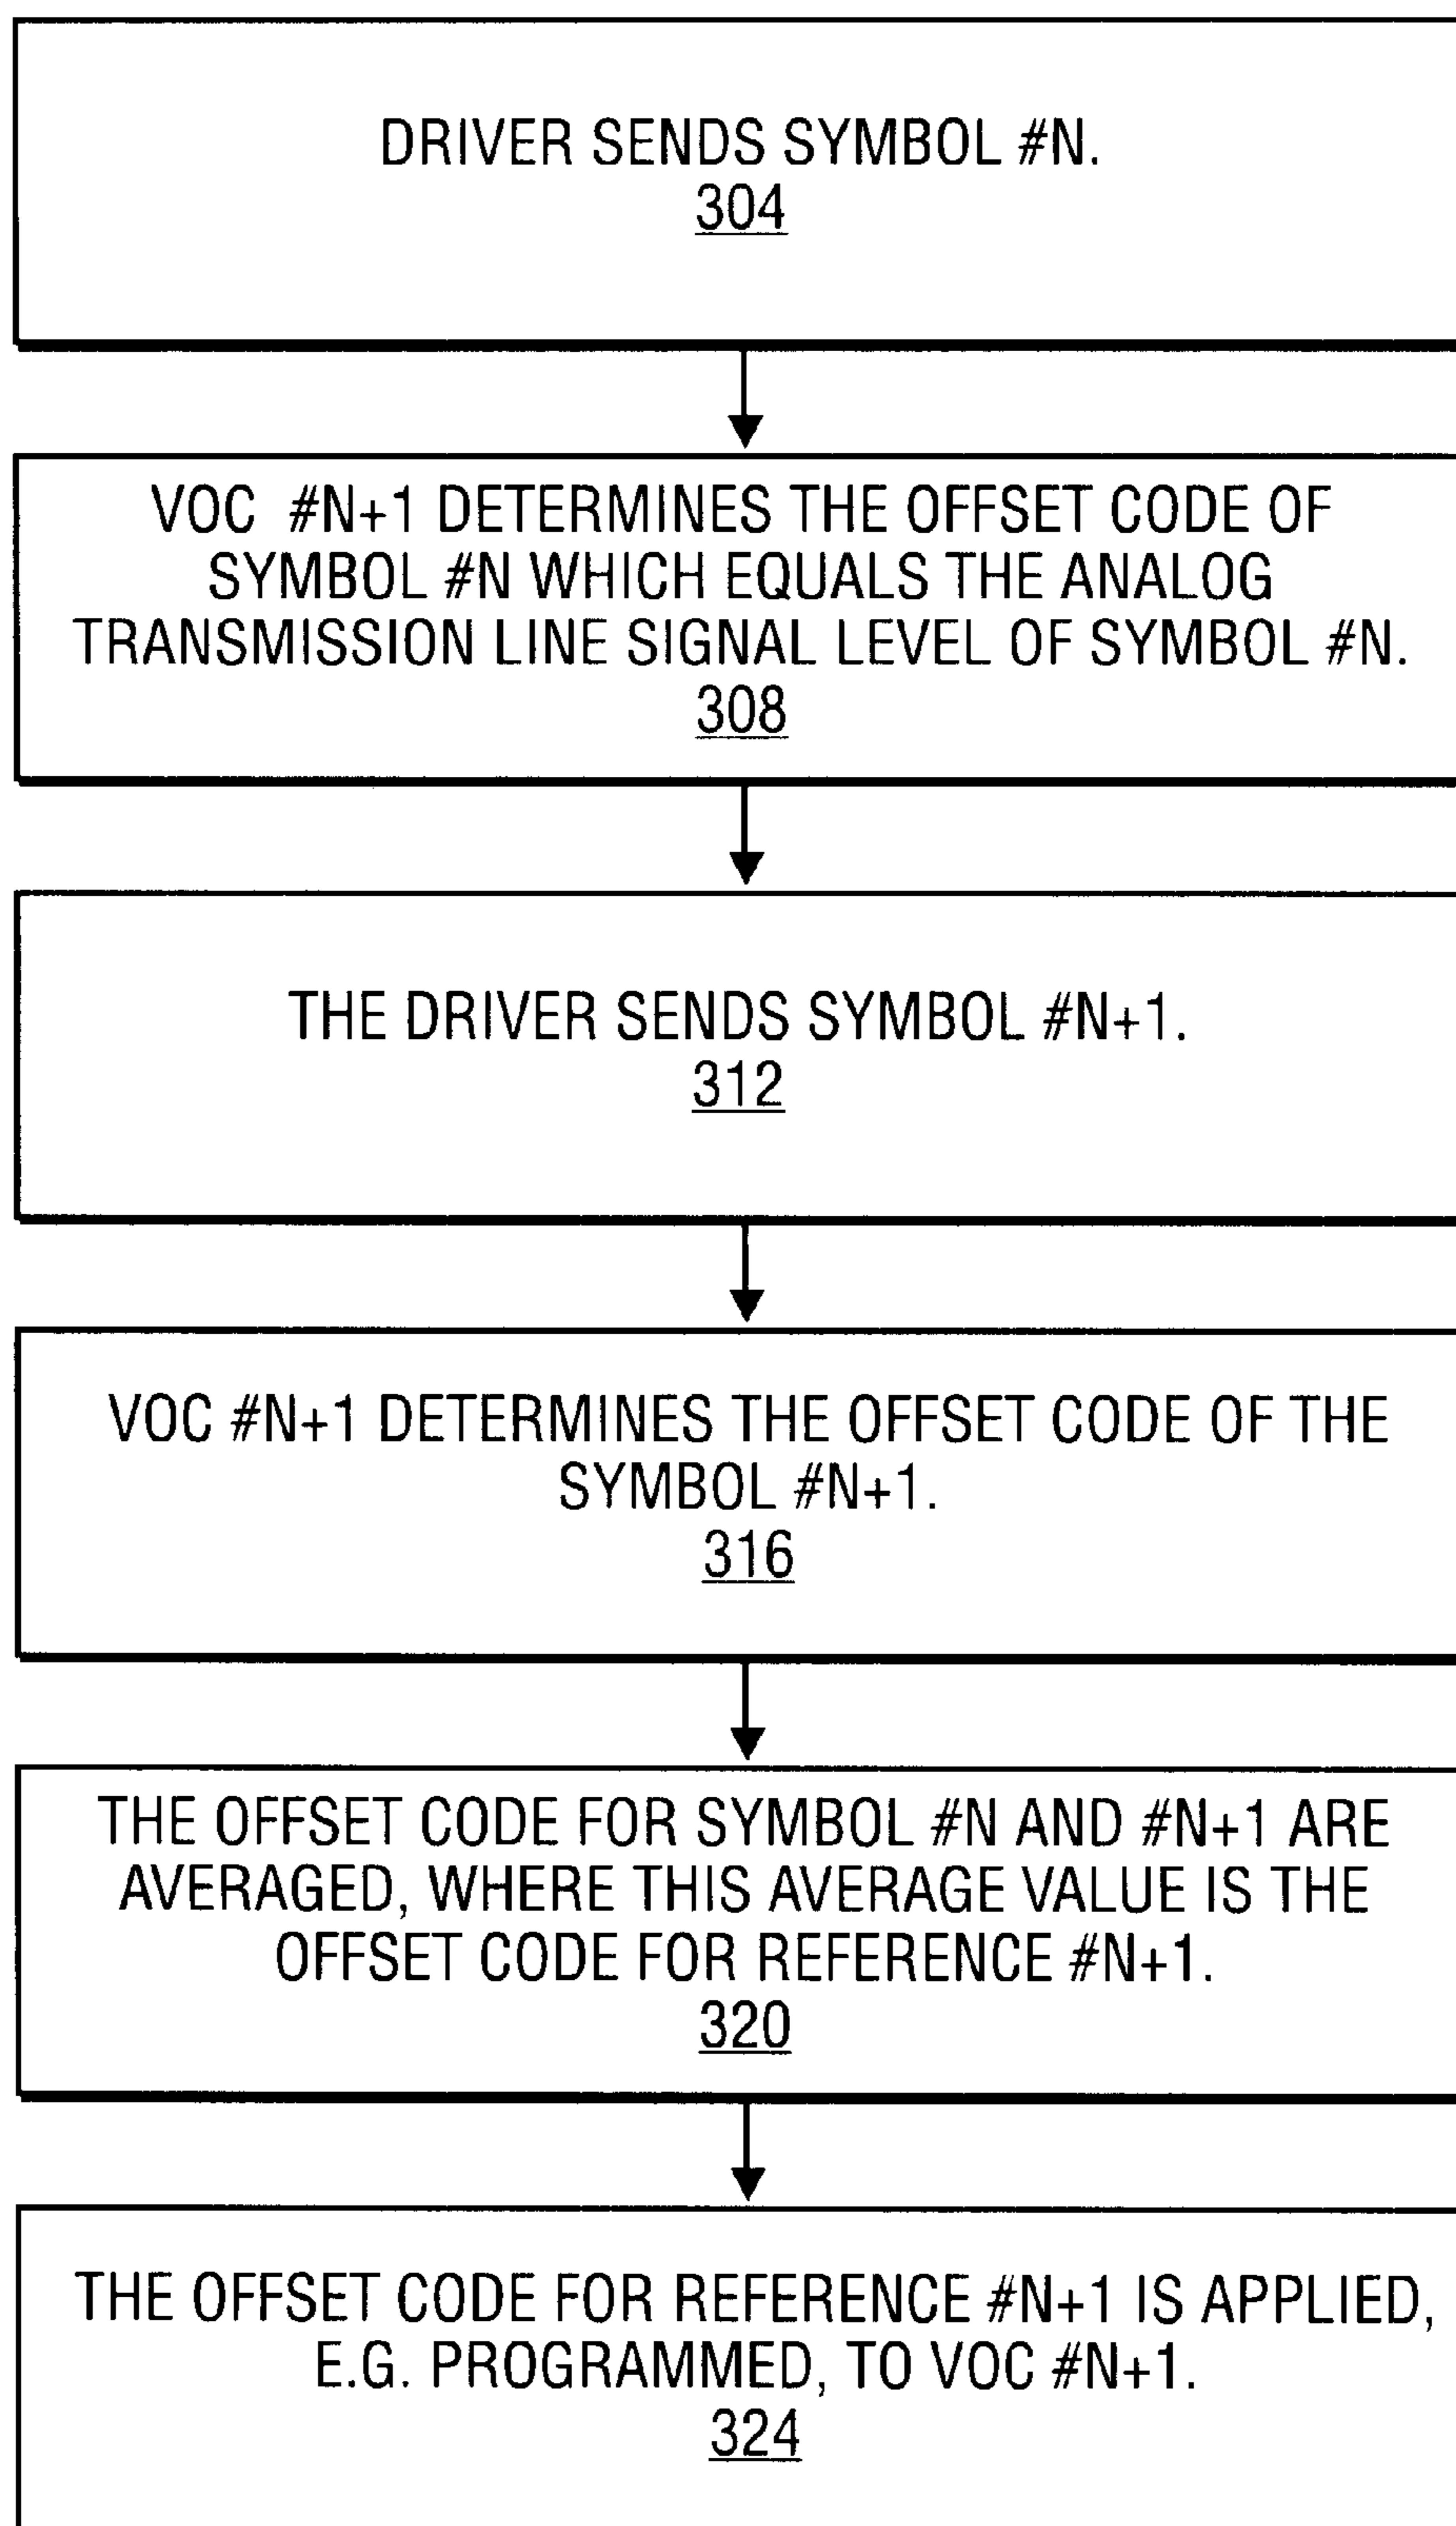 DRIVER SENDS SYMBOL #N.
304
VOC #N+1 DETERMINES THE OFFSET CODE OF
SYMBOL #N WHICH EQUALS THE ANALOG
TRANSMISSION LINE SIGNAL LEVEL OF SYMBOL #N.
308
THE DRIVER SENDS SYMBOL #N+1.
312
VOC #N+1 DETERMINES THE OFFSET CODE OF THE
SYMBOL #N+1.
316
THE OFFSET CODE FOR SYMBOL #N AND #N+1 ARE
AVERAGED, WHERE THIS AVERAGE VALUE IS THE
OFFSET CODE FOR REFERENCE #N+1.
320
THE OFFSET CODE FOR REFERENCE #N+1 IS APPLIED,
E.G. PROGRAMMED, TO VOC #N+1.
324